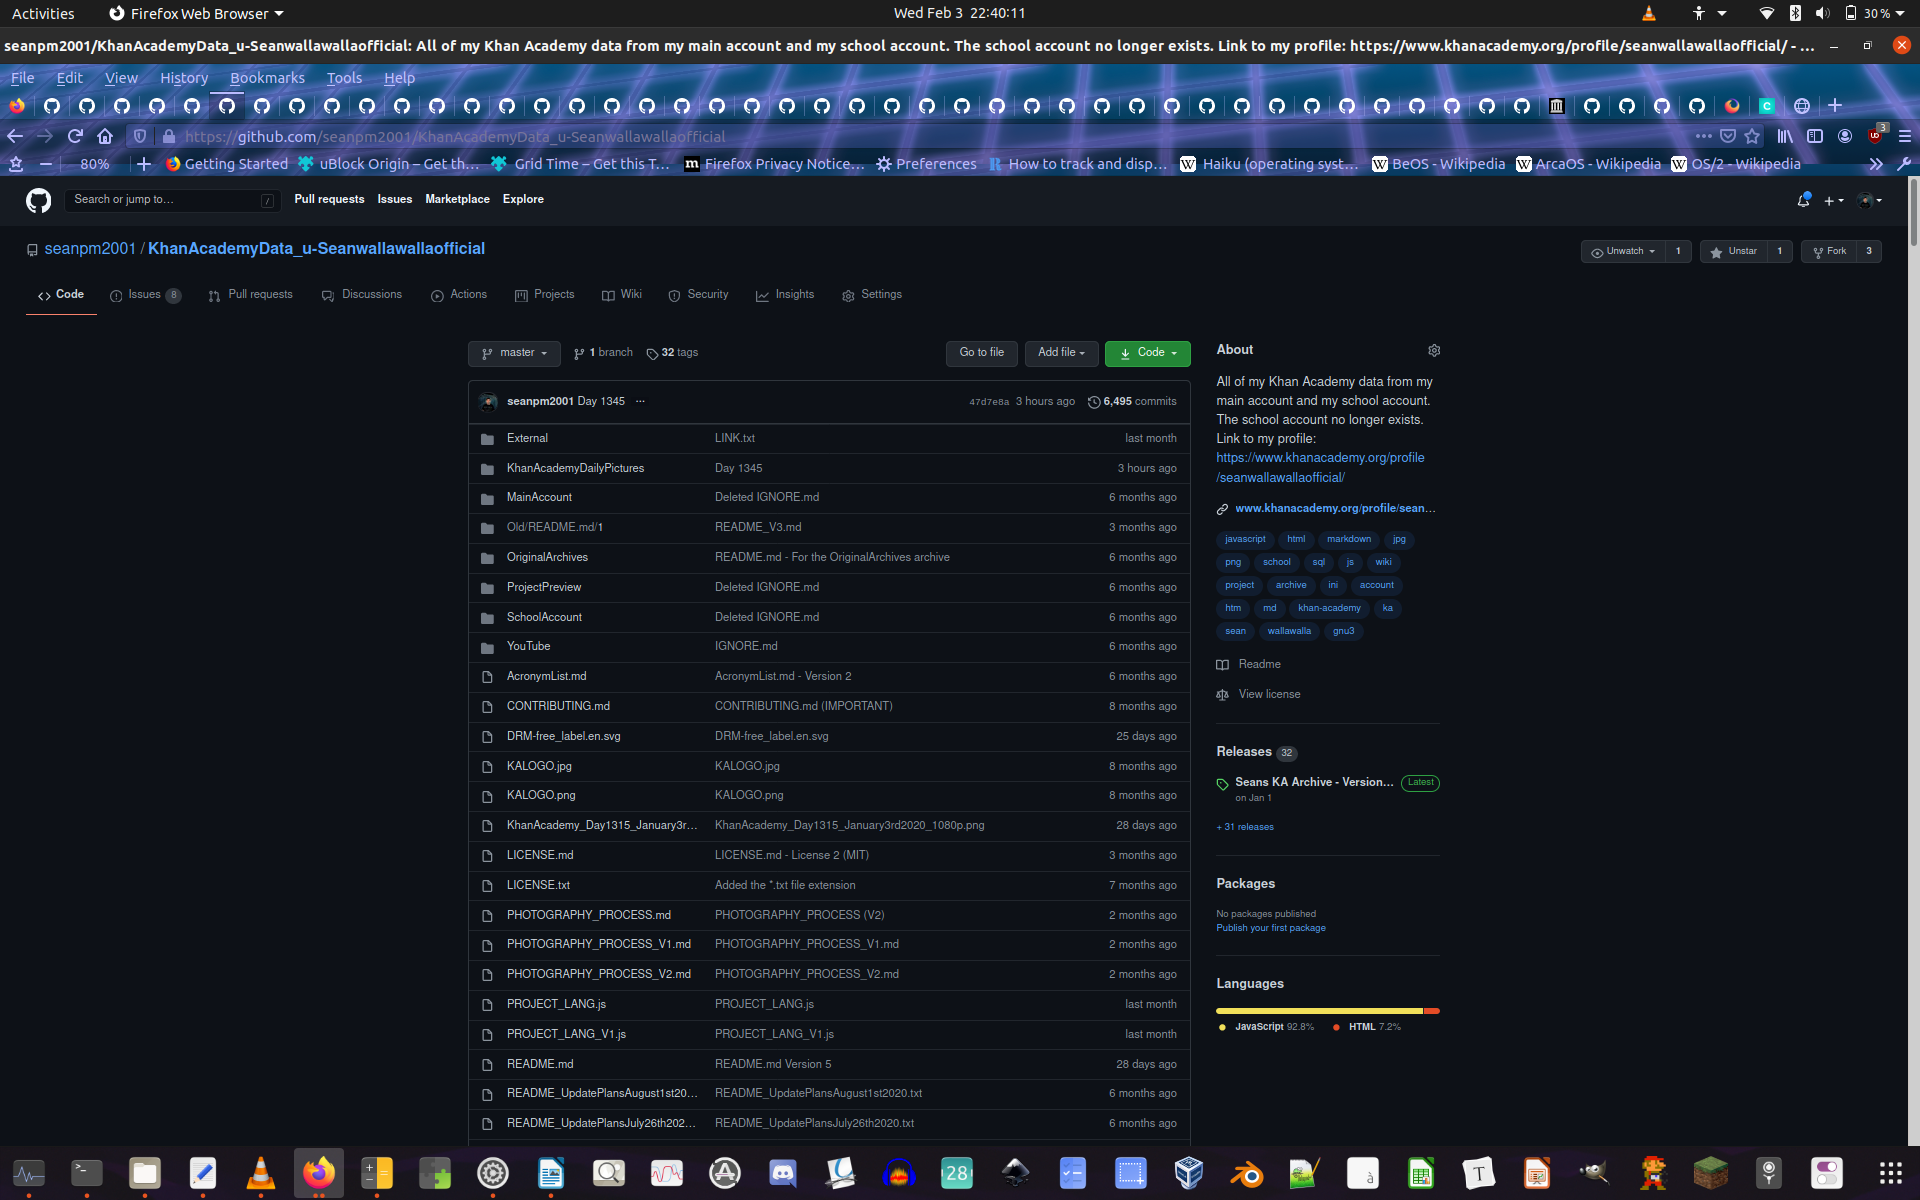 Activities Firefox Web Browser Wed Feb 3 22:40:11 30 %
seanpm2001/KhanAcademyData_u-Seanwallawallaofficial: All of my Khan Academy data from my main account and my school account. The school account no longer exists. Link to my profile: https://www.khanacademy.org/profile/seanwallawallaofficial/ - ...
File Edit View History Bookmarks Tools Help
https://github.com/seanpm2001/KhanAcademyData_u-Seanwallawallaofficial 3
80% Getting Started uBlock Origin – Get th… Grid Time – Get this T… Firefox Privacy Notice… Preferences How to track and disp… Haiku (operating syst… BeOS - Wikipedia ArcaOS - Wikipedia OS/2 - Wikipedia
Search or jump to… / Pull requests Issues Marketplace Explore
seanpm2001 / KhanAcademyData_u-Seanwallawallaofficial Unwatch 1 Unstar 1 Fork 3
Code Issues 8 Pull requests Discussions Actions Projects Wiki Security Insights Settings
master 1 branch 32 tags Go to file Add file Code
seanpm2001 Day 1345 ... 47d7e8a 3 hours ago 6,495 commits
External LINK.txt last month
KhanAcademyDailyPictures Day 1345 3 hours ago
MainAccount Deleted IGNORE.md 6 months ago
Old/README.md/1 README_V3.md 3 months ago
OriginalArchives README.md - For the OriginalArchives archive 6 months ago
ProjectPreview Deleted IGNORE.md 6 months ago
SchoolAccount Deleted IGNORE.md 6 months ago
YouTube IGNORE.md 6 months ago
AcronymList.md AcronymList.md - Version 2 6 months ago
CONTRIBUTING.md CONTRIBUTING.md (IMPORTANT) 8 months ago
DRM-free_label.en.svg DRM-free_label.en.svg 25 days ago
KALOGO.jpg KALOGO.jpg 8 months ago
KALOGO.png KALOGO.png 8 months ago
KhanAcademy_Day1315_January3r… KhanAcademy_Day1315_January3rd2020_1080p.png 28 days ago
LICENSE.md LICENSE.md - License 2 (MIT) 3 months ago
LICENSE.txt Added the *.txt file extension 7 months ago
PHOTOGRAPHY_PROCESS.md PHOTOGRAPHY_PROCESS (V2) 2 months ago
PHOTOGRAPHY_PROCESS_V1.md PHOTOGRAPHY_PROCESS_V1.md 2 months ago
PHOTOGRAPHY_PROCESS_V2.md PHOTOGRAPHY_PROCESS_V2.md 2 months ago
PROJECT_LANG.js PROJECT_LANG.js last month
PROJECT_LANG_V1.js PROJECT_LANG_V1.js last month
README.md README.md Version 5 28 days ago
README_UpdatePlansAugust1st20… README_UpdatePlansAugust1st2020.txt 6 months ago
README_UpdatePlansJuly26th202… README_UpdatePlansJuly26th2020.txt 6 months ago
About
All of my Khan Academy data from my
main account and my school account.
The school account no longer exists.
Link to my profile:
https://www.khanacademy.org/profile
/seanwallawallaofficial/
www.khanacademy.org/profile/sean…
javascript html markdown jpg
png school sql js wiki
project archive ini account
htm md khan-academy ka
sean wallawalla gnu3
Readme
View license
Releases 32
Seans KA Archive - Version… Latest
on Jan 1
+ 31 releases
Packages
No packages published
Publish your first package
Languages
JavaScript 92.8% HTML 7.2%
28